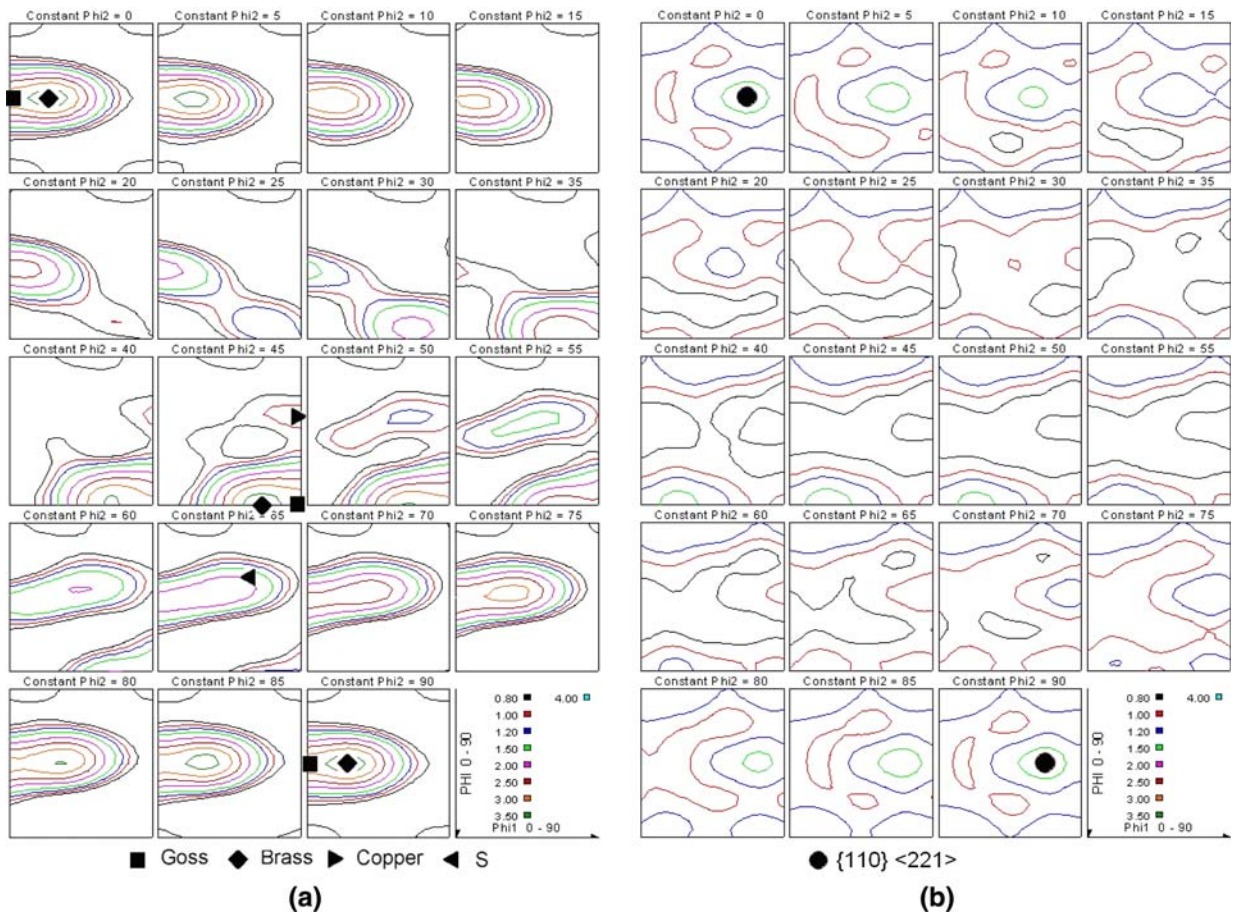 Constant Phi2 = 0 Constant Phi2 = 5 Constant Phi2 = 10 Constant Phi2 = 15
Constant Phi2 = 20 Constant Phi2 = 25 Constant Phi2 = 30 Constant Phi2 = 35
Constant Phi2 = 40 Constant Phi2 = 45 Constant Phi2 = 50 Constant Phi2 = 55
Constant Phi2 = 60 Constant Phi2 = 65 Constant Phi2 = 70 Constant Phi2 = 75
Constant Phi2 = 80 Constant Phi2 = 85 Constant Phi2 = 90
PHI 0 - 90
0.80 4.00
1.00
1.20
1.50
2.00
2.50
3.00
3.50
Phi1 0 - 90
Goss Brass Copper S
(a)
Constant Phi2 = 0 Constant Phi2 = 5 Constant Phi2 = 10 Constant Phi2 = 15
Constant Phi2 = 20 Constant Phi2 = 25 Constant Phi2 = 30 Constant Phi2 = 35
Constant Phi2 = 40 Constant Phi2 = 45 Constant Phi2 = 50 Constant Phi2 = 55
Constant Phi2 = 60 Constant Phi2 = 65 Constant Phi2 = 70 Constant Phi2 = 75
Constant Phi2 = 80 Constant Phi2 = 85 Constant Phi2 = 90
PHI 0 - 90
0.80 4.00
1.00
1.20
1.50
2.00
2.50
3.00
3.50
Phi1 0 - 90
{110} <221>
(b)